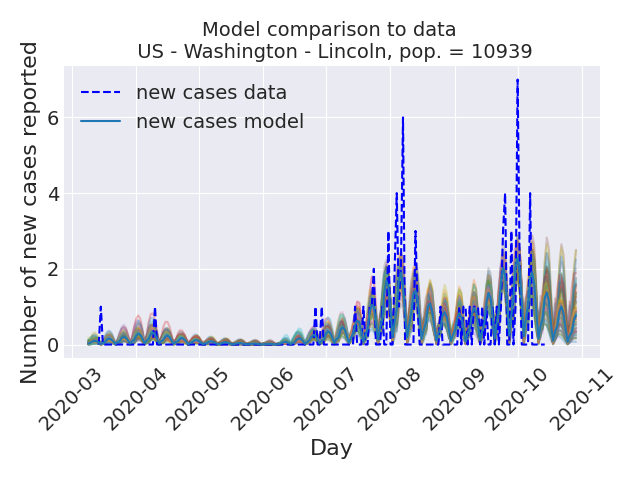 Model comparison to data
US - Washington - Lincoln, pop. = 10939
Number of new cases reported
6
4
2
0
new cases data
new cases model
2020-03
2020-04
2020-05
2020-06
2020-07
2020-08
2020-09
2020-10
2020-11
Day